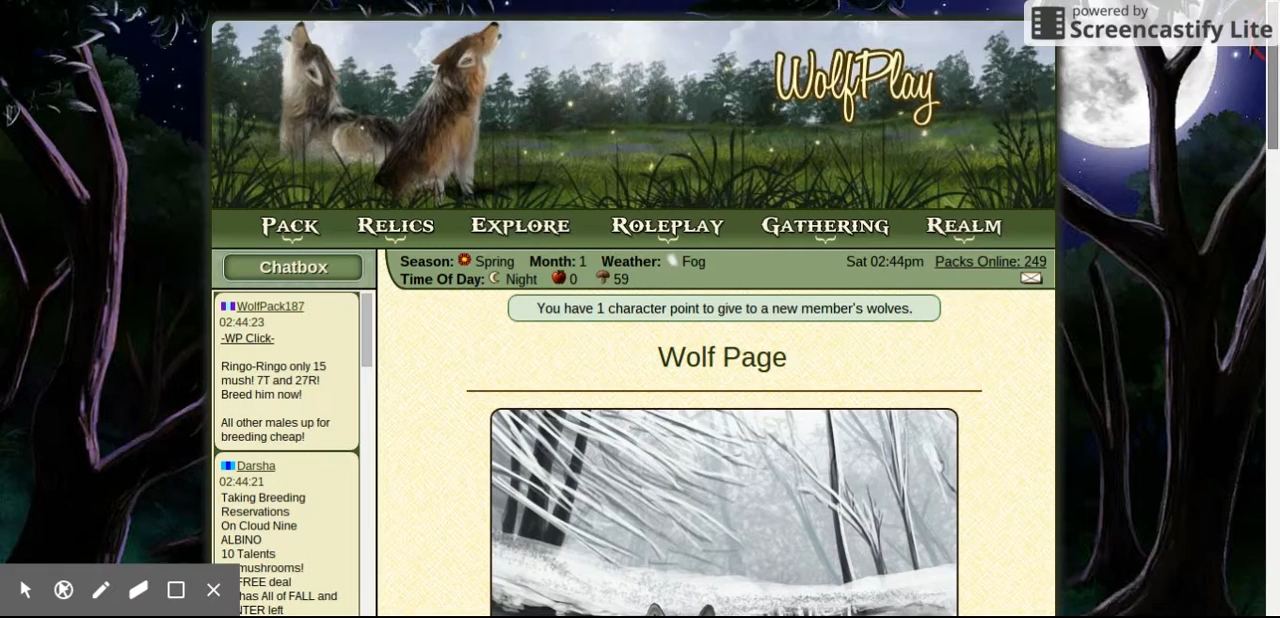 powered by
Screencastify Lite
WolfPlay
Pack Relics Explore Roleplay Gathering Realm
Chatbox
Season: Spring Month: 1 Weather: Fog Sat 02:44pm Packs Online: 249
Time Of Day: Night 0 59
You have 1 character point to give to a new member's wolves.
Wolf Page
WolfPack187
02:44:23
-WP Click-
Ringo-Ringo only 15
mush! 7T and 27R!
Breed him now!
All other males up for
breeding cheap!
Darsha
02:44:21
Taking Breeding
Reservations
On Cloud Nine
ALBINO
10 Talents
mushrooms!
FREE deal
has All of FALL and
left